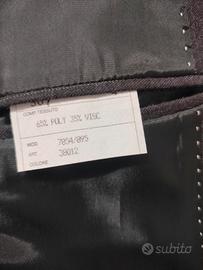 COMP.TESSUTO
65% POLY 35% VISC
MOD. 7054/095
ART. 38012
COLORE
subito